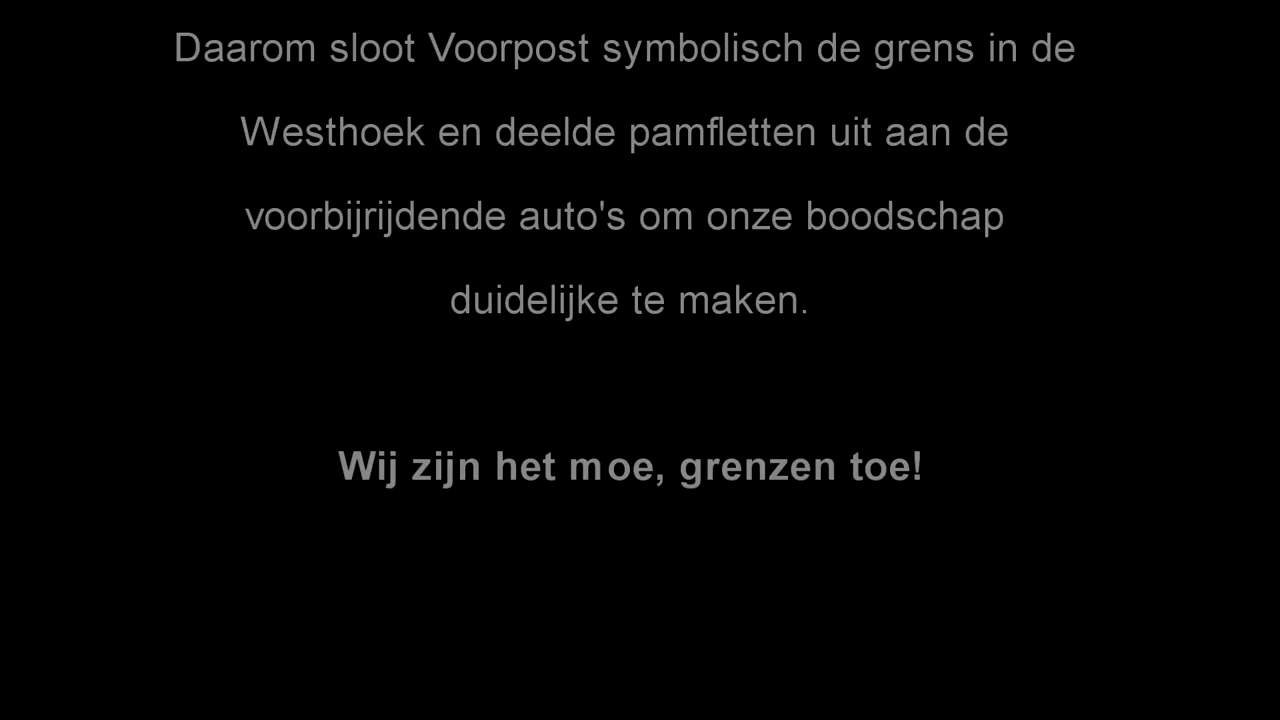 Daarom sloot Voorpost symbolisch de grens in de
Westhoek en deelde pamfletten uit aan de
voorbijrijdende auto's om onze boodschap
duidelijke te maken.
Wij zijn het moe, grenzen toe!